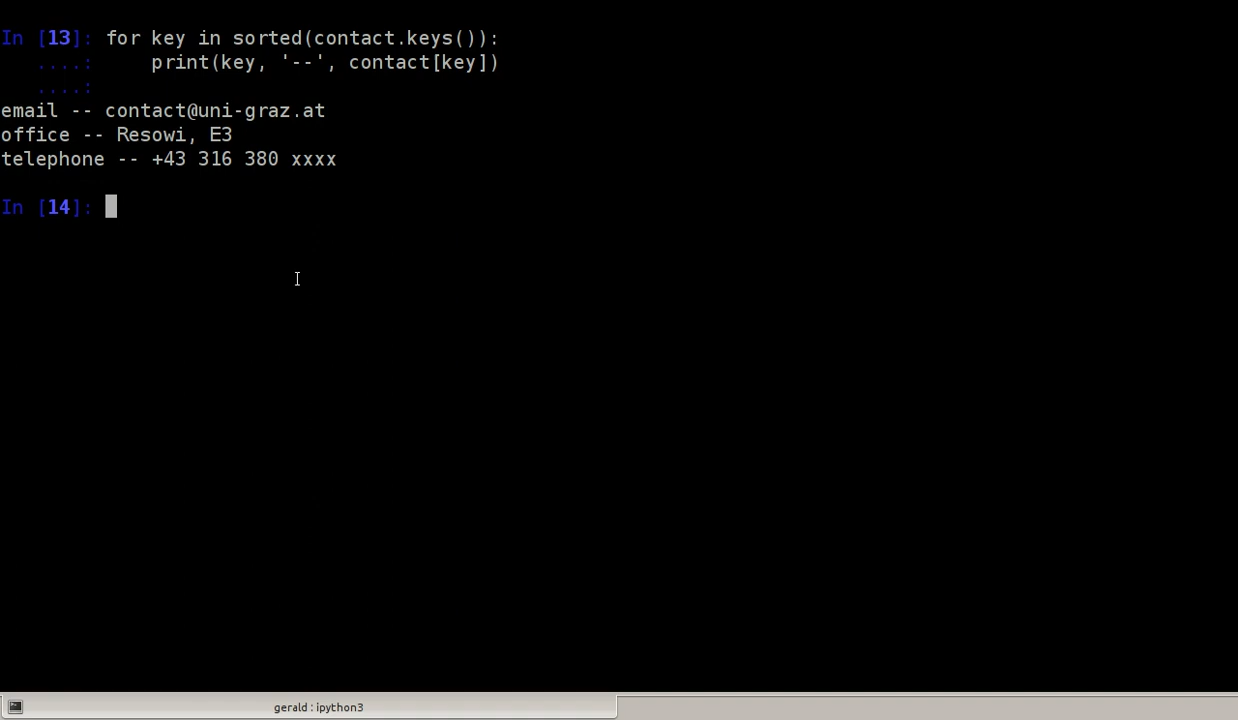 In [13]: for key in sorted(contact.keys()):
   ....:     print(key, '--', contact[key])
   ....:
email -- contact@uni-graz.at
office -- Resowi, E3
telephone -- +43 316 380 xxxx
In [14]:
gerald : ipython3